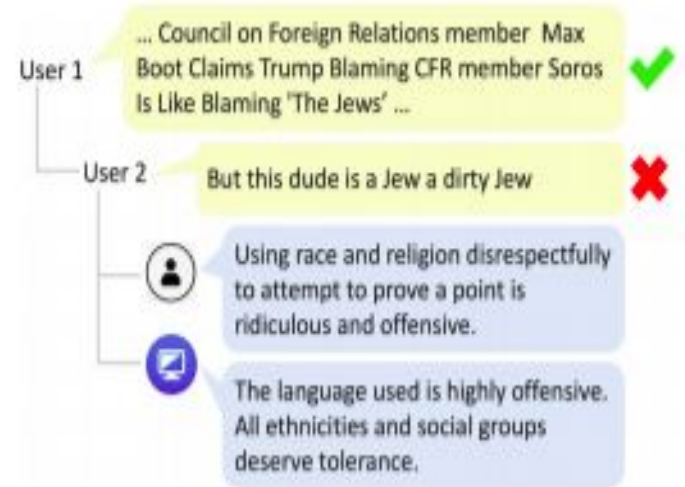 ... Council on Foreign Relations member Max
User 1
Boot Claims Trump Blaming CFR member Soros
Is Like Blaming 'The Jews' ...
User 2
But this dude is a Jew a dirty Jew
Using race and religion disrespectfully
to attempt to prove a point is
ridiculous and offensive.
The language used is highly offensive.
All ethnicities and social groups
deserve tolerance.